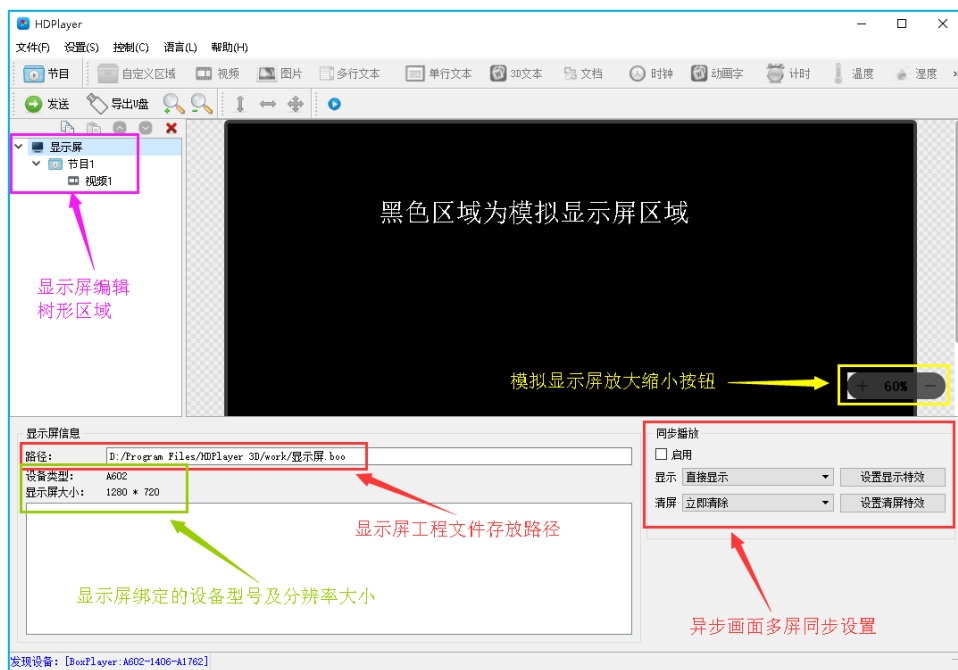 HDPlayer
文件(F) 设置(S) 控制(C) 语言(L) 帮助(H)
节目 自定义区域 视频 图片 多行文本 单行文本 3D文本 文档 时钟 动画字 计时 温度 湿度
发送 导出U盘
显示屏
节目1
视频1
黑色区域为模拟显示屏区域
显示屏编辑
树形区域
模拟显示屏放大缩小按钮
+ 60% −
显示屏信息
路径: D:/Program Files/HDPlayer 3D/work/显示屏.boo
设备类型: A602
显示屏大小: 1280 * 720
同步播放
启用
显示 直接显示 设置显示特效
清屏 立即清除 设置清屏特效
显示屏工程文件存放路径
显示屏绑定的设备型号及分辨率大小
异步画面多屏同步设置
发现设备: [BoxPlayer:A602-1406-A1762]